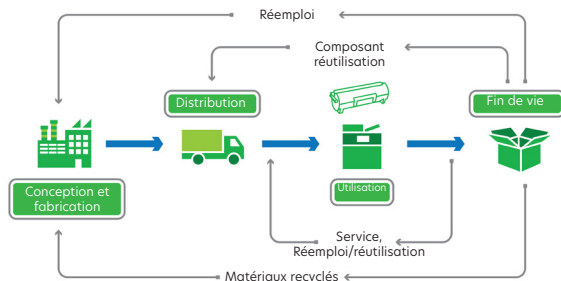 Réemploi
Composant
réutilisation
Distribution
Fin de vie
Conception et
fabrication
Utilisation
Service,
Réemploi/réutilisation
Matériaux recyclés